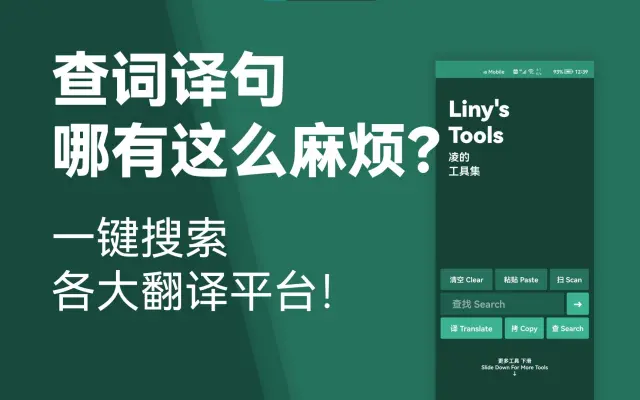 查词译句
哪有这么麻烦？
一键搜索
各大翻译平台！
93% 12:39
Liny's
Tools
凌的
工具集
清空 Clear 粘贴 Paste 扫 Scan
查找 Search →
译 Translate 拷 Copy 查 Search
更多工具 下滑
Slide Down For More Tools
↓